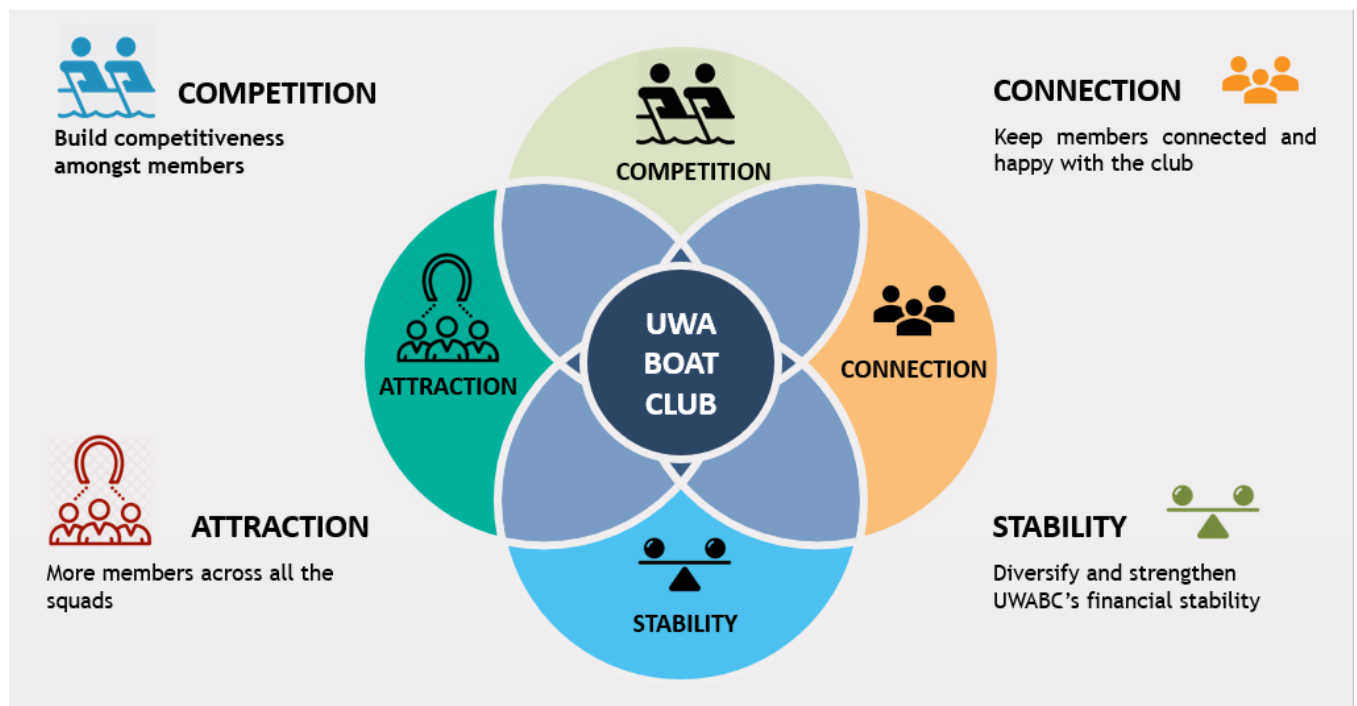 COMPETITION
Build competitiveness
amongst members
CONNECTION
Keep members connected and
happy with the club
COMPETITION
ATTRACTION
UWA
BOAT
CLUB
CONNECTION
STABILITY
ATTRACTION
More members across all the
squads
STABILITY
Diversify and strengthen
UWABC’s financial stability